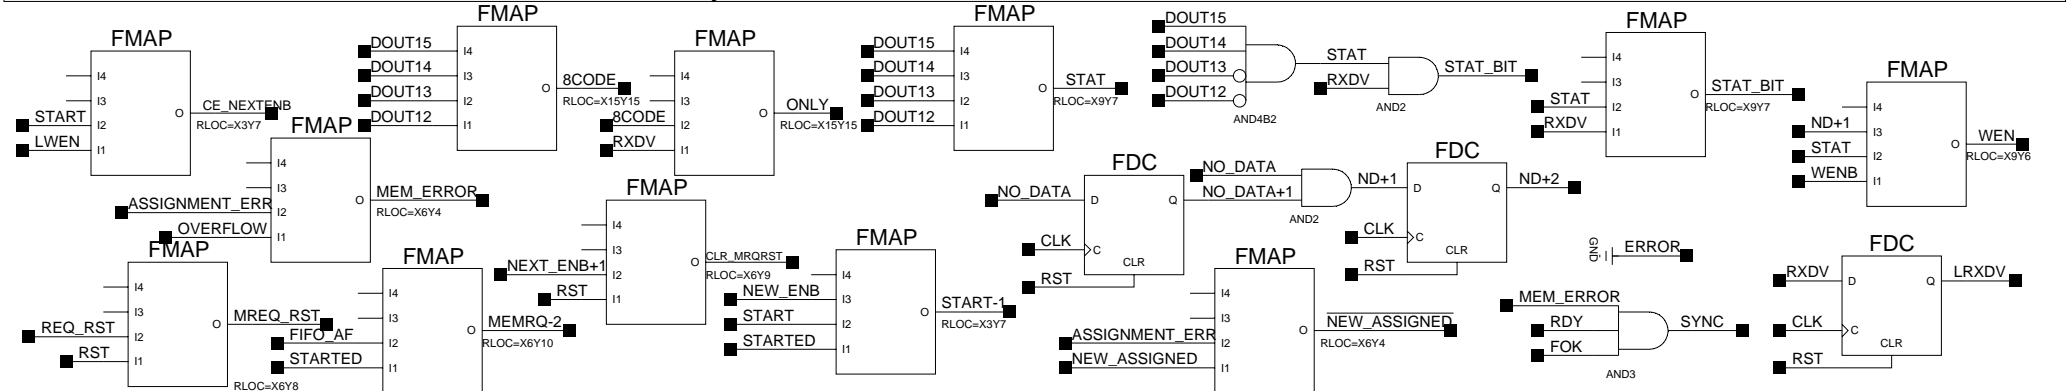 FMAP
I4
I3
START I2
LWEN I1
O CE_NEXTENB
RLOC=X3Y7
FMAP
DOUT15 I4
DOUT14 I3
DOUT13 I2
DOUT12 I1
O 8CODE
RLOC=X15Y15
FMAP
I4
I3
8CODE I2
RXDV I1
O ONLY
RLOC=X15Y15
FMAP
DOUT15 I4
DOUT14 I3
DOUT13 I2
DOUT12 I1
O STAT
RLOC=X9Y7
DOUT15
DOUT14
DOUT13
DOUT12
AND4B2
STAT
RXDV
AND2
STAT_BIT
FMAP
I4
I3
STAT I2
RXDV I1
O STAT_BIT
RLOC=X9Y7
FMAP
I4
ND+1 I3
STAT I2
WENB I1
O WEN
RLOC=X9Y6
FMAP
I4
I3
ASSIGNMENT_ERR I2
OVERFLOW I1
O MEM_ERROR
RLOC=X6Y4
FMAP
I4
I3
NEXT_ENB+1 I2
RST I1
O CLR_MRQRST
RLOC=X6Y9
FDC
NO_DATA D Q
CLK C
CLR
RST
NO_DATA
NO_DATA+1
AND2
ND+1
FDC
D Q ND+2
CLK C
CLR
RST
FMAP
I4
I3
REQ_RST I2
RST I1
O MREQ_RST
RLOC=X6Y8
FMAP
I4
I3
FIFO_AF I2
STARTED I1
O MEMRQ-2
RLOC=X6Y10
FMAP
I4
NEW_ENB I3
START I2
STARTED I1
O START-1
RLOC=X3Y7
FMAP
I4
I3
ASSIGNMENT_ERR I2
NEW_ASSIGNED I1
O NEW_ASSIGNED
RLOC=X6Y4
GND ERROR
MEM_ERROR
RDY
FOK
AND3
SYNC
FDC
RXDV D Q LRXDV
CLK C
CLR
RST